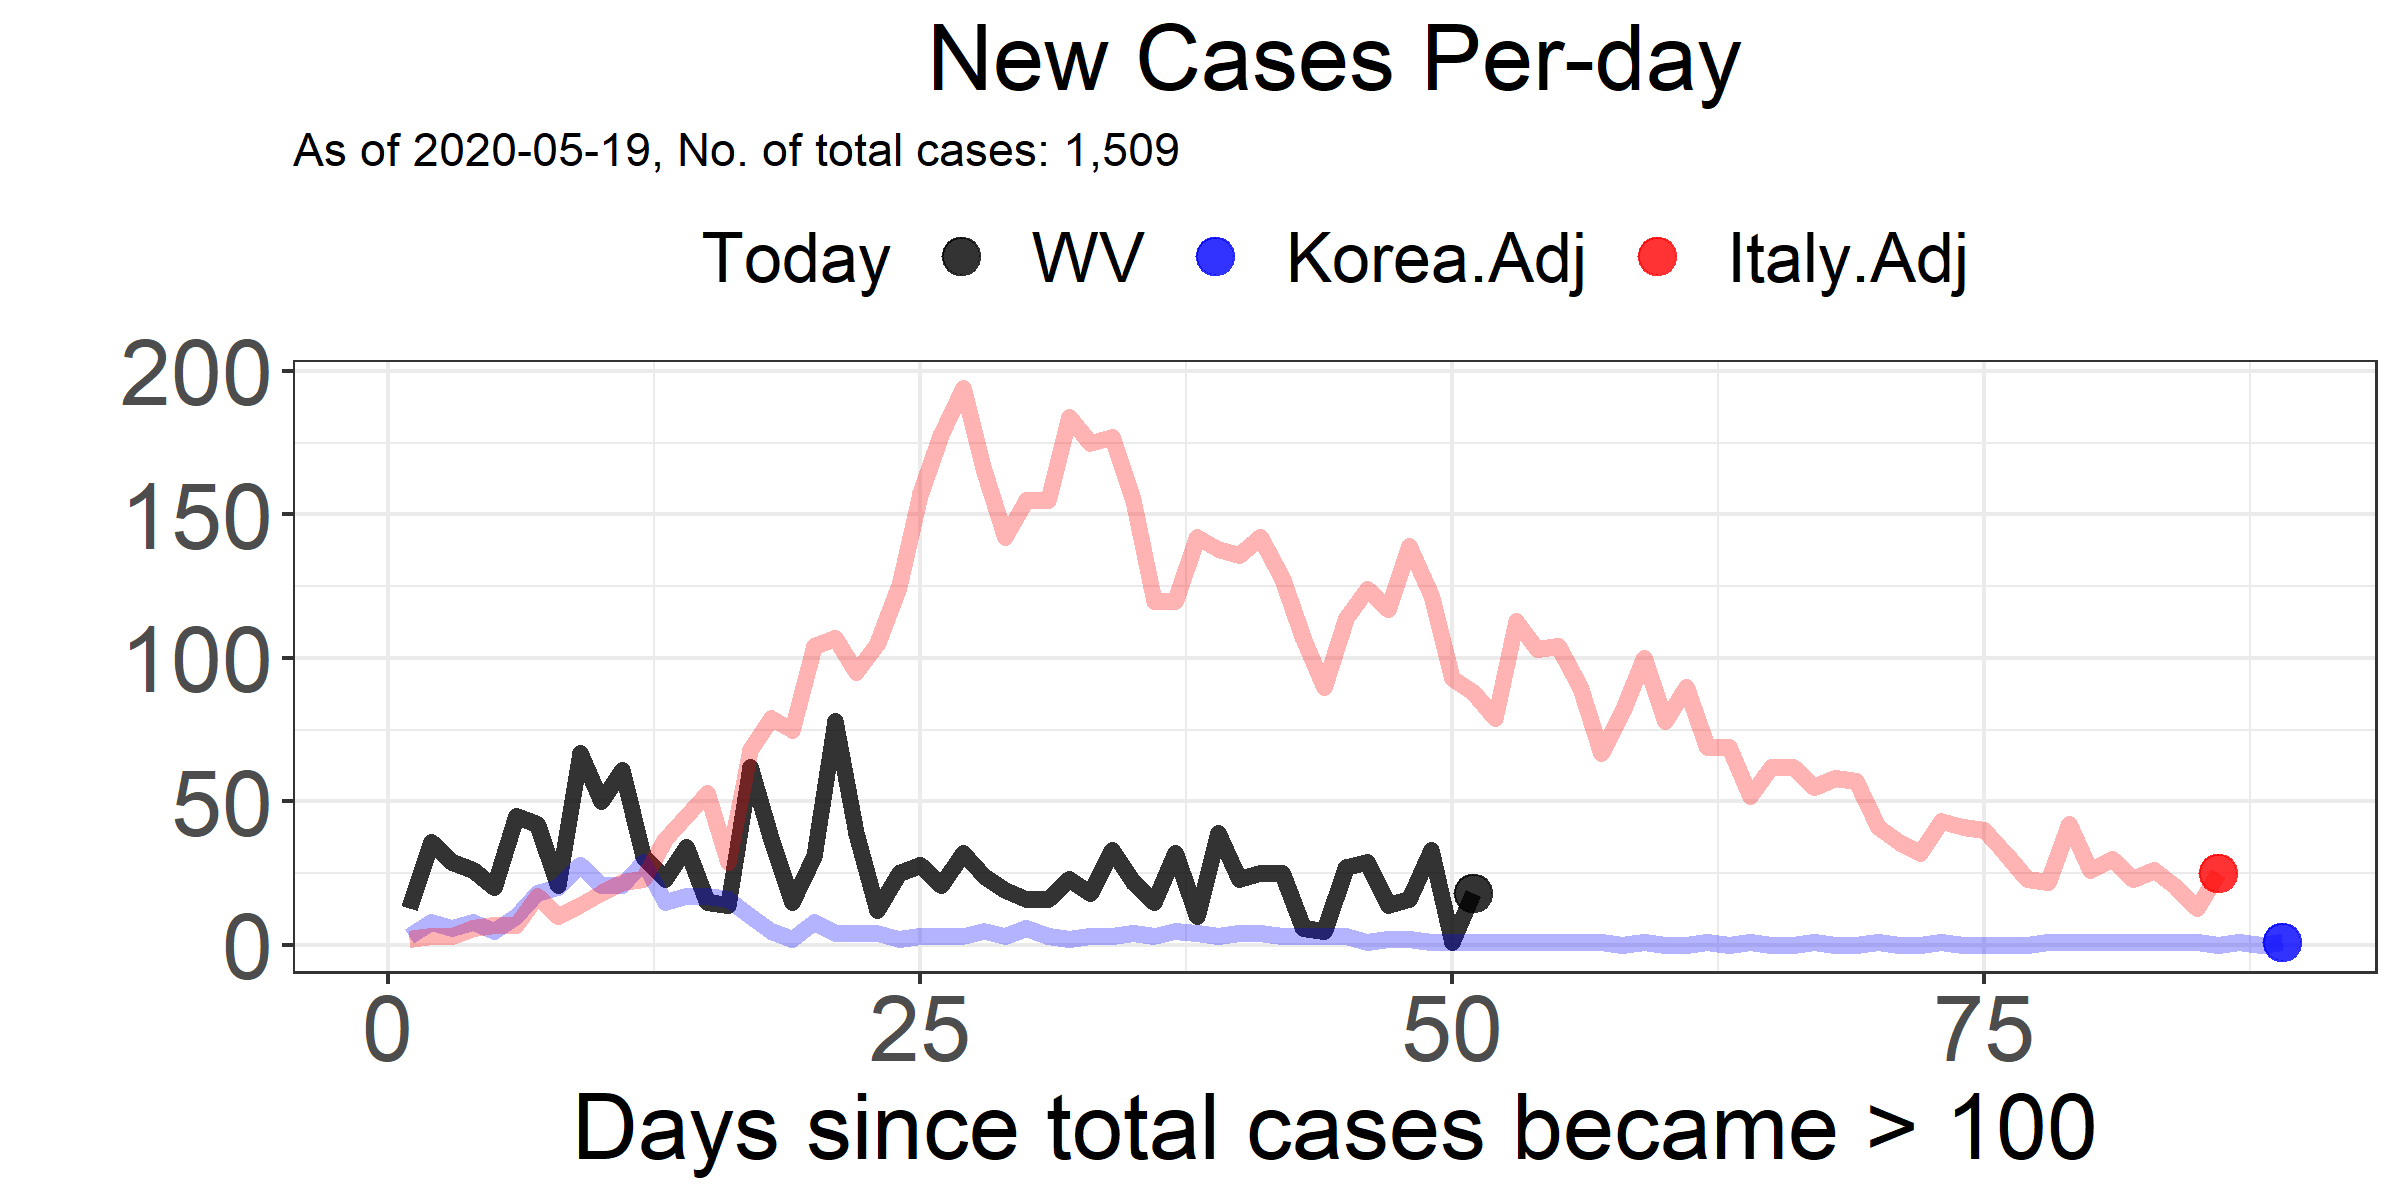 New Cases Per-day
As of 2020-05-19, No. of total cases: 1,509
Today WV Korea.Adj Italy.Adj
200
150
100
50
0
0 25 50 75
Days since total cases became > 100